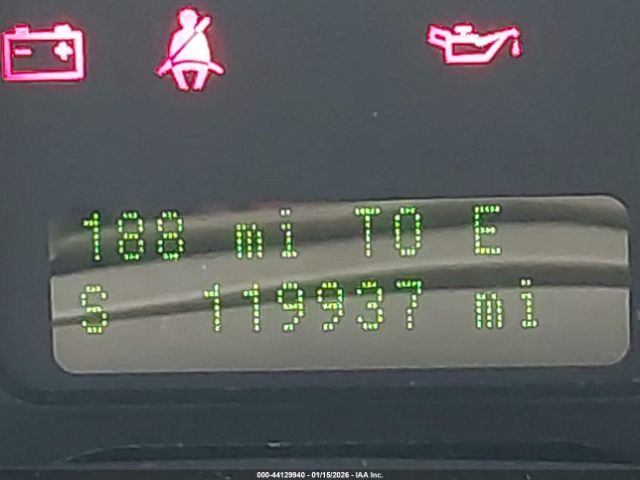 188 mi TO E
S 119937 mi
000-44129940 - 01/15/2026 - IAA Inc.